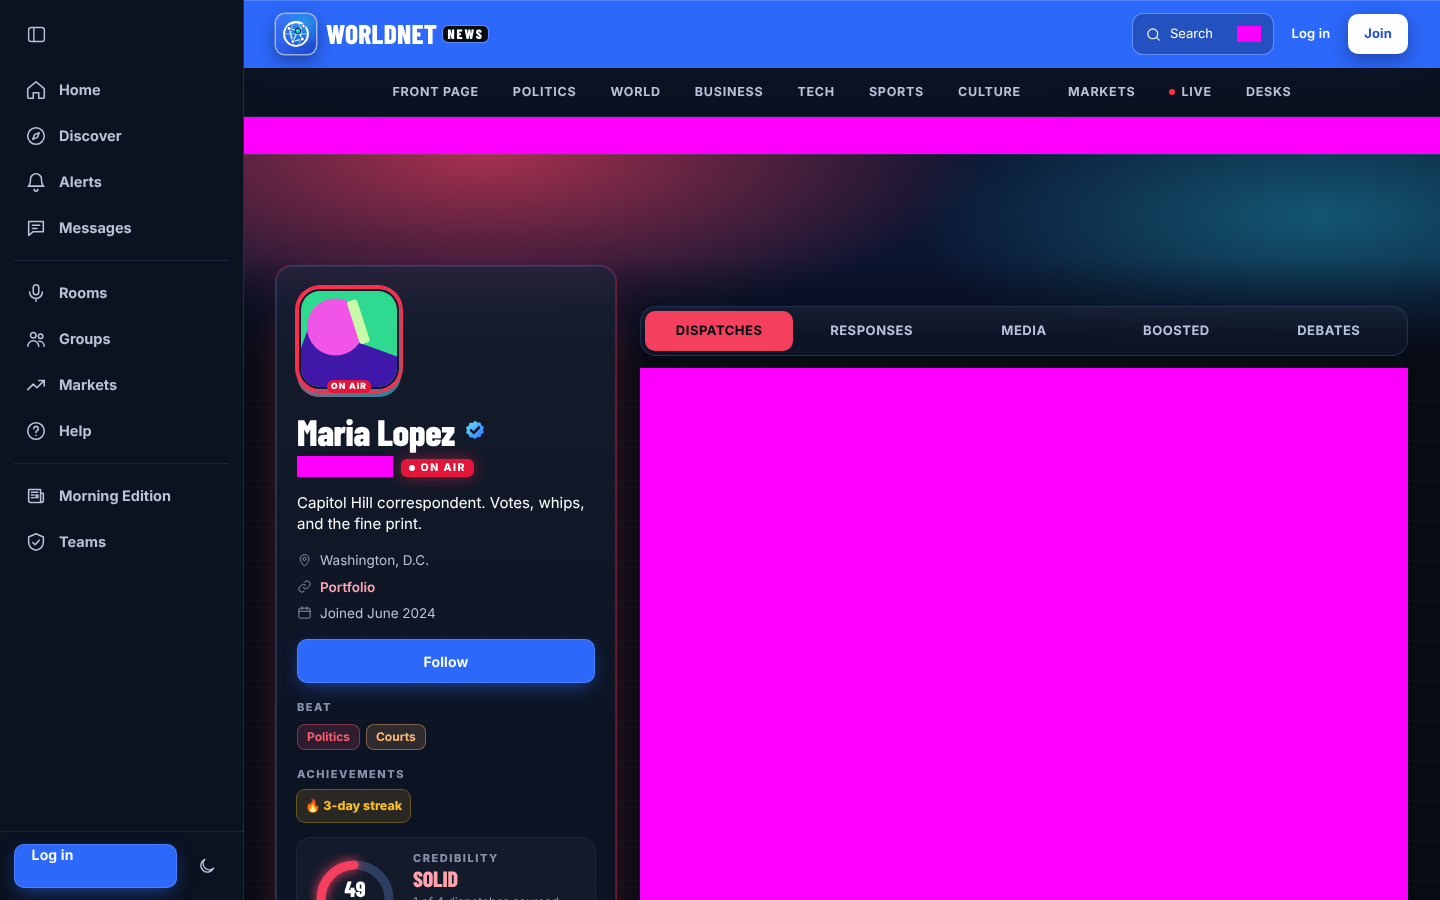 Home
Discover
Alerts
Messages
Rooms
Groups
Markets
Help
Morning Edition
Teams
Log in
WORLDNET NEWS
Search
Log in
Join
FRONT PAGE
POLITICS
WORLD
BUSINESS
TECH
SPORTS
CULTURE
MARKETS
LIVE
DESKS
ON AIR
Maria Lopez
ON AIR
Capitol Hill correspondent. Votes, whips,
and the fine print.
Washington, D.C.
Portfolio
Joined June 2024
Follow
BEAT
Politics
Courts
ACHIEVEMENTS
🔥 3-day streak
49
CREDIBILITY
SOLID
DISPATCHES
RESPONSES
MEDIA
BOOSTED
DEBATES